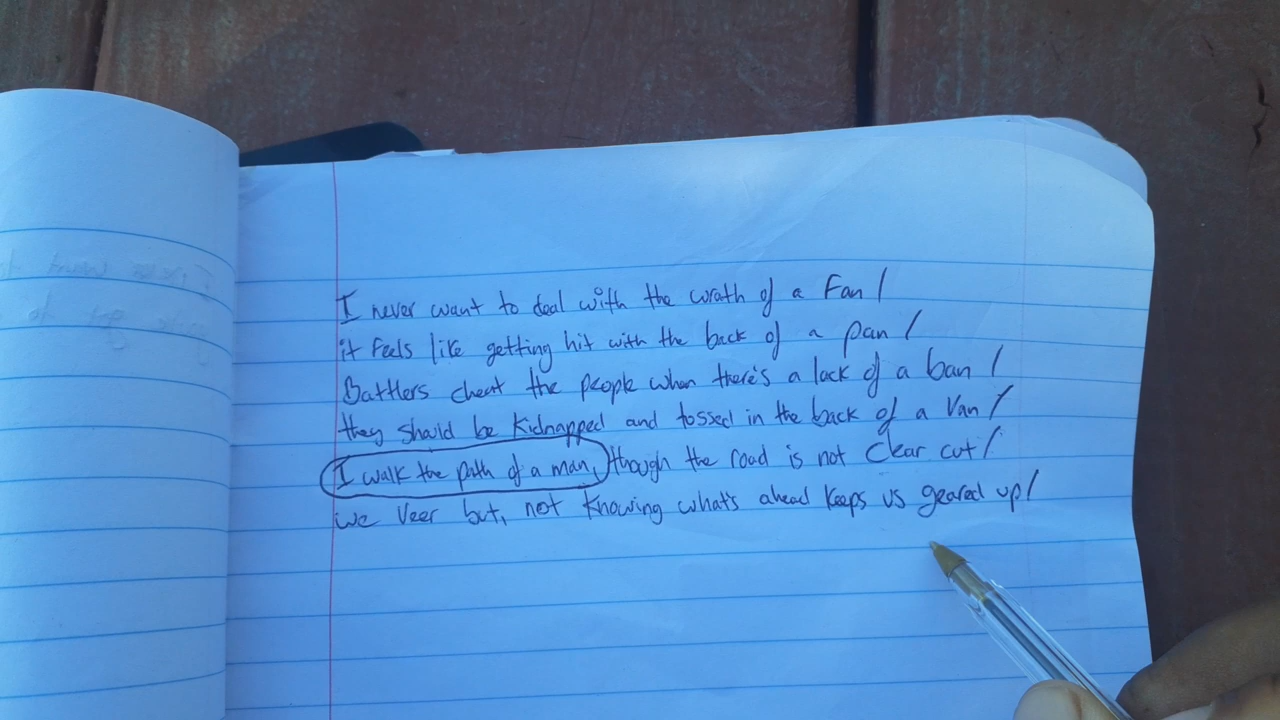 I never want to deal with the wrath of a Fan /
it feels like getting hit with the back of a pan /
Battlers cheat the people when there's a lack of a ban /
they should be kidnapped and tossed in the back of a Van /
I walk the path of a man, though the road is not clear cut /
we veer but, not knowing what's ahead keeps us geared up /